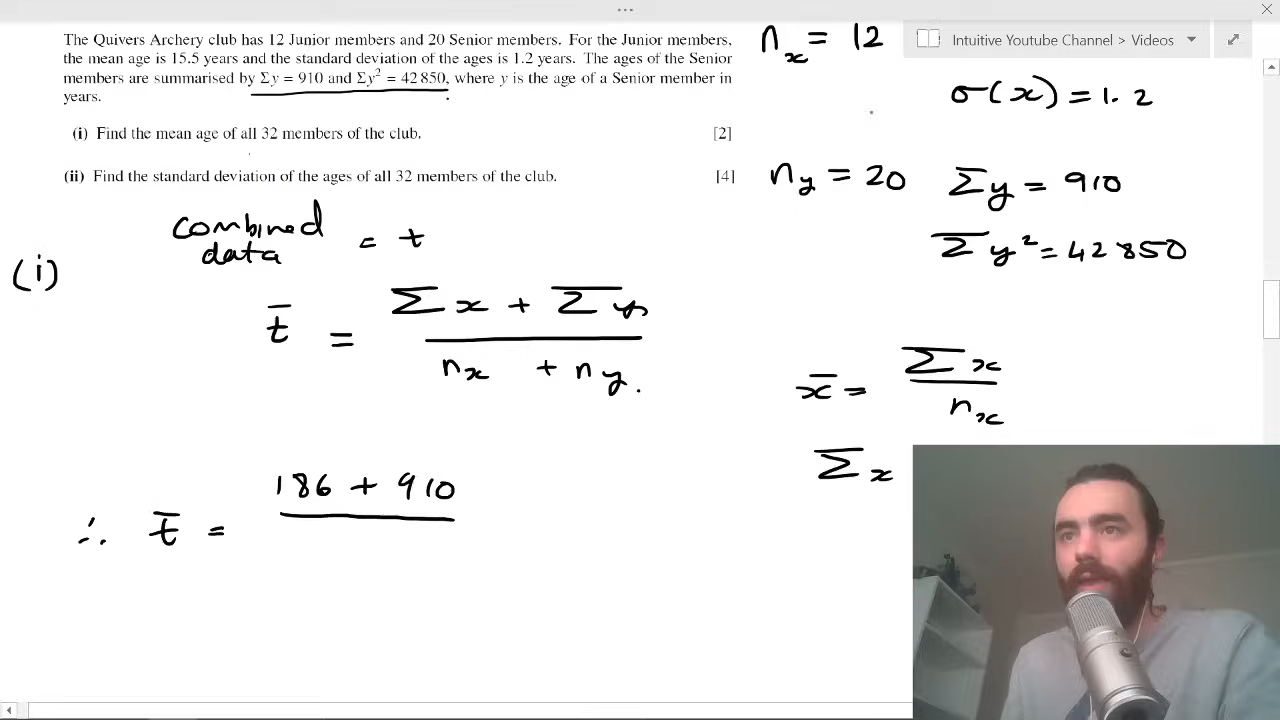 The Quivers Archery club has 12 Junior members and 20 Senior members. For the Junior members,
the mean age is 15.5 years and the standard deviation of the ages is 1.2 years. The ages of the Senior
members are summarised by Σy = 910 and Σy² = 42 850, where y is the age of a Senior member in
years.
(i) Find the mean age of all 32 members of the club. [2]
(ii) Find the standard deviation of the ages of all 32 members of the club. [4]
Intuitive Youtube Channel > Videos
nₓ = 12
σ(x) = 1.2
n_y = 20 Σy = 910
Σy² = 42 850
combined
data = t
(i)
t̄ = (Σx + Σy) / (nₓ + n_y)
x̄ = Σx / nₓ
Σx
∴ t̄ = 186 + 910